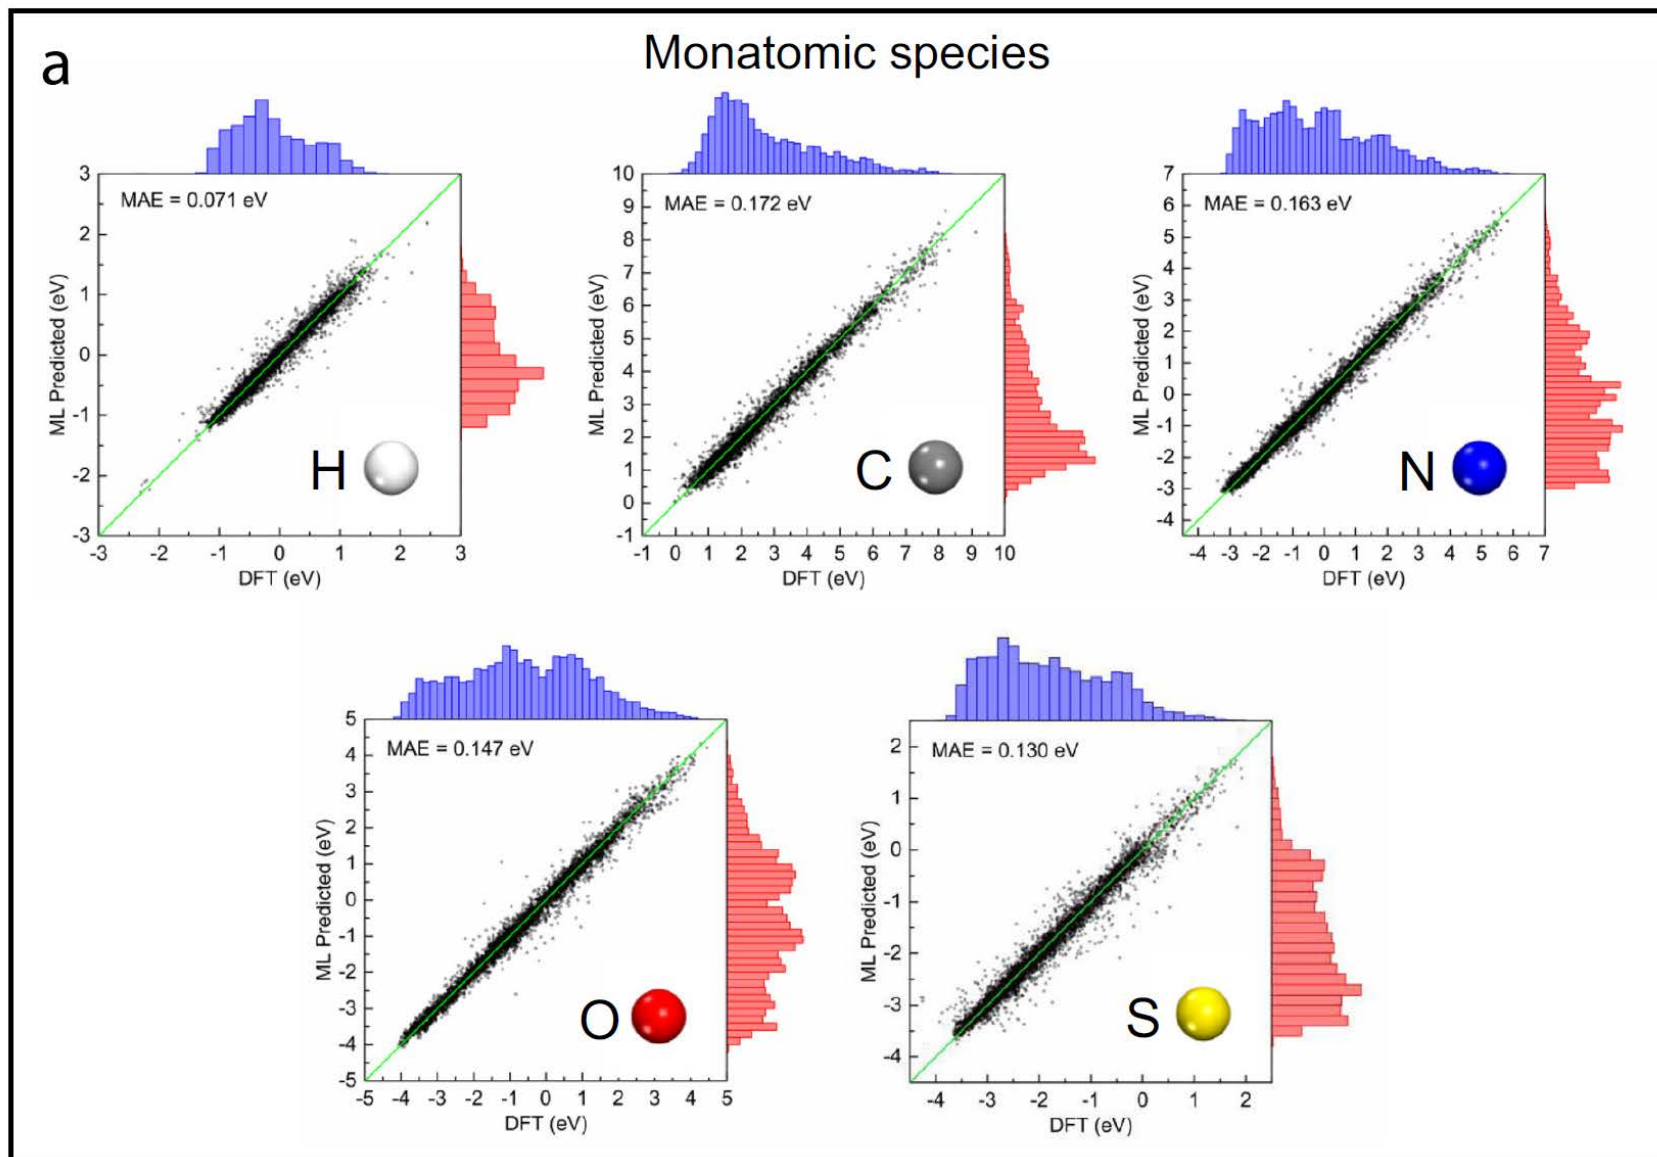 a
Monatomic species
MAE = 0.071 eV
ML Predicted (eV)
3
2
1
0
-1
-2
-3
-3 -2 -1 0 1 2 3
DFT (eV)
H
MAE = 0.172 eV
ML Predicted (eV)
10
9
8
7
6
5
4
3
2
1
0
-1
-1 0 1 2 3 4 5 6 7 8 9 10
DFT (eV)
C
MAE = 0.163 eV
ML Predicted (eV)
7
6
5
4
3
2
1
0
-1
-2
-3
-4
-4 -3 -2 -1 0 1 2 3 4 5 6 7
DFT (eV)
N
MAE = 0.147 eV
ML Predicted (eV)
5
4
3
2
1
0
-1
-2
-3
-4
-5
-5 -4 -3 -2 -1 0 1 2 3 4 5
DFT (eV)
O
MAE = 0.130 eV
ML Predicted (eV)
2
1
0
-1
-2
-3
-4
-4 -3 -2 -1 0 1 2
DFT (eV)
S